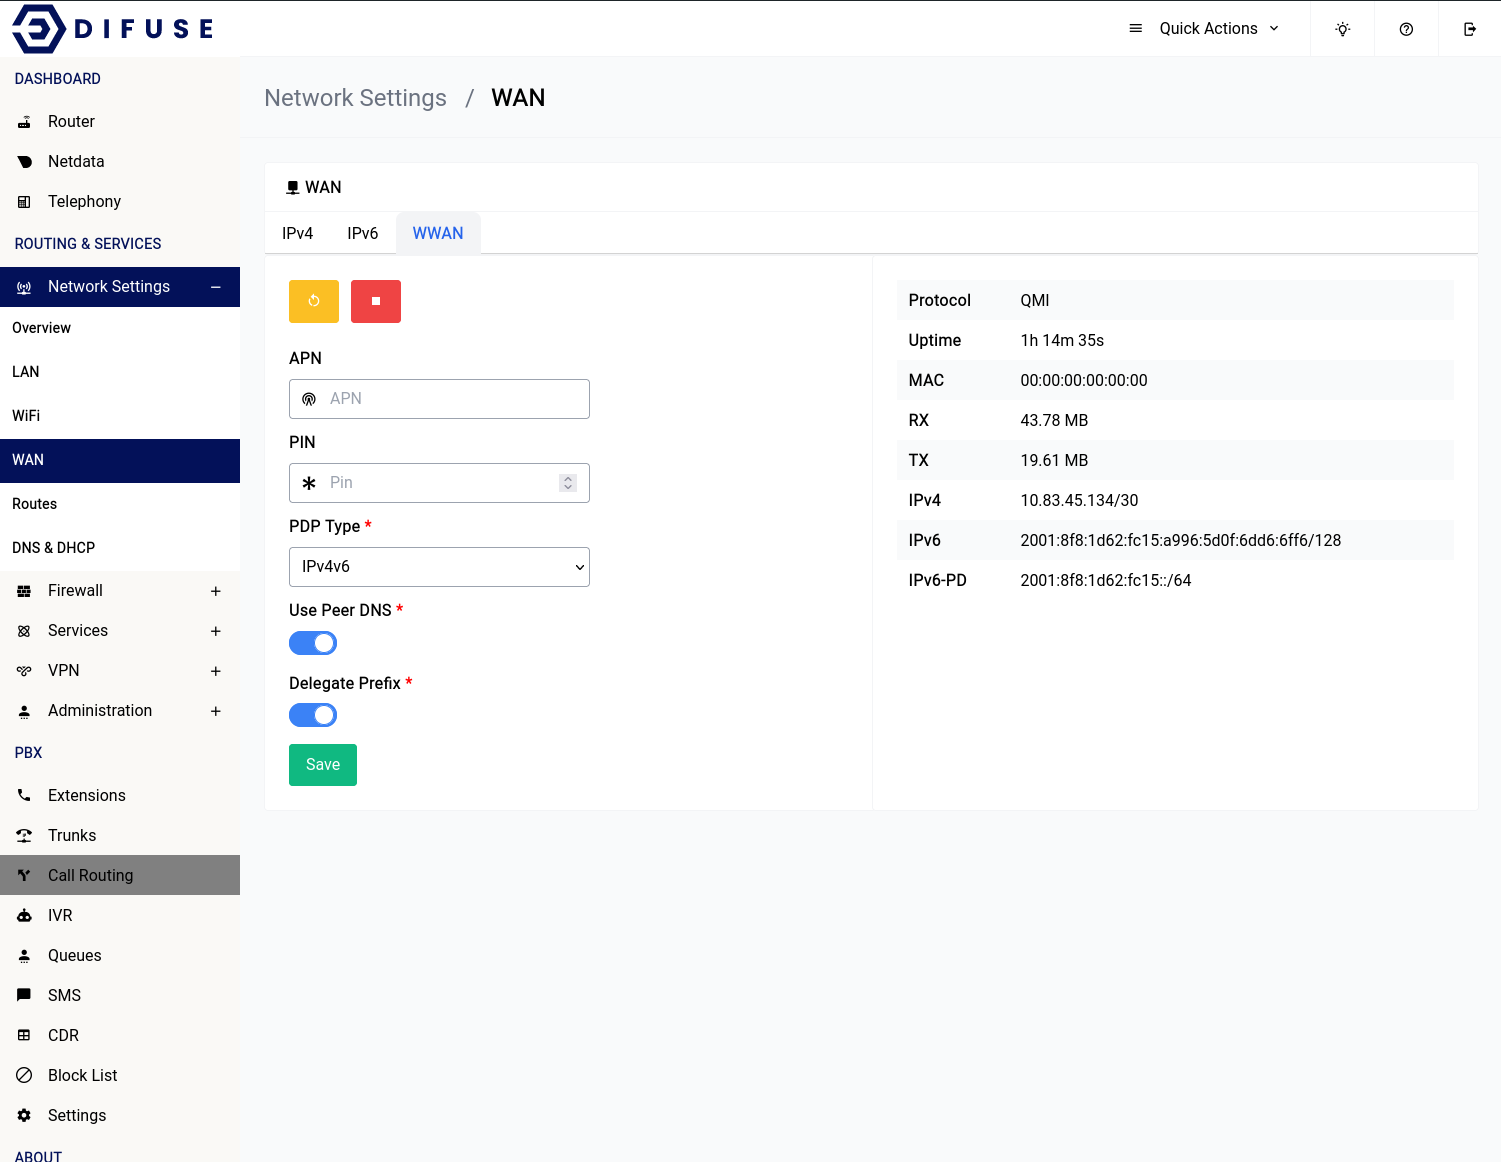 DIFUSE
Quick Actions
DASHBOARD
Router
Netdata
Telephony
ROUTING & SERVICES
Network Settings
Overview
LAN
WiFi
WAN
Routes
DNS & DHCP
Firewall
Services
VPN
Administration
PBX
Extensions
Trunks
Call Routing
IVR
Queues
SMS
CDR
Block List
Settings
ABOUT
Network Settings / WAN
WAN
IPv4 IPv6 WWAN
APN
APN
PIN
Pin
PDP Type *
IPv4v6
Use Peer DNS *
Delegate Prefix *
Save
Protocol QMI
Uptime 1h 14m 35s
MAC 00:00:00:00:00:00
RX 43.78 MB
TX 19.61 MB
IPv4 10.83.45.134/30
IPv6 2001:8f8:1d62:fc15:a996:5d0f:6dd6:6ff6/128
IPv6-PD 2001:8f8:1d62:fc15::/64